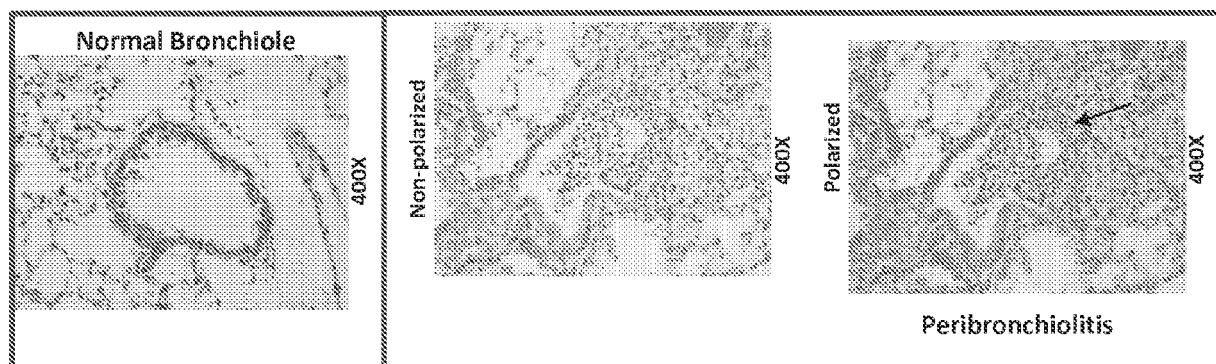 Normal Bronchiole
400X
Non-polarized
400X
Polarized
400X
Peribronchiolitis